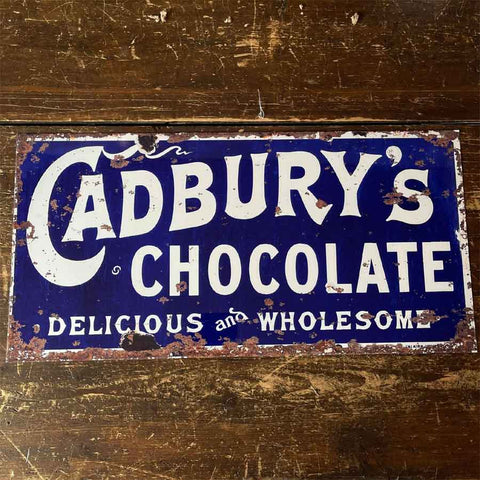 CADBURY'S
CHOCOLATE
DELICIOUS and WHOLESOME